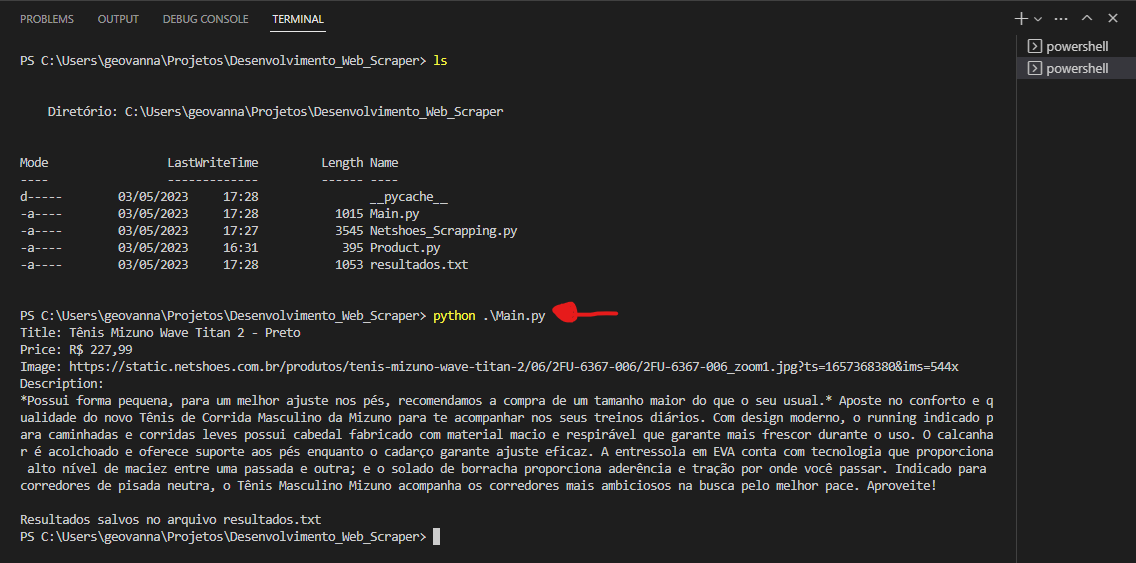 PROBLEMS OUTPUT DEBUG CONSOLE TERMINAL
powershell
powershell
PS C:\Users\geovanna\Projetos\Desenvolvimento_Web_Scraper> ls
Diretório: C:\Users\geovanna\Projetos\Desenvolvimento_Web_Scraper
Mode LastWriteTime Length Name
---- ------------- ------ ----
d----- 03/05/2023 17:28 __pycache__
-a---- 03/05/2023 17:28 1015 Main.py
-a---- 03/05/2023 17:27 3545 Netshoes_Scrapping.py
-a---- 03/05/2023 16:31 395 Product.py
-a---- 03/05/2023 17:28 1053 resultados.txt
PS C:\Users\geovanna\Projetos\Desenvolvimento_Web_Scraper> python .\Main.py
Title: Tênis Mizuno Wave Titan 2 - Preto
Price: R$ 227,99
Image: https://static.netshoes.com.br/produtos/tenis-mizuno-wave-titan-2/06/2FU-6367-006/2FU-6367-006_zoom1.jpg?ts=1657368380&ims=544x
Description:
*Possui forma pequena, para um melhor ajuste nos pés, recomendamos a compra de um tamanho maior do que o seu usual.* Aposte no conforto e q
ualidade do novo Tênis de Corrida Masculino da Mizuno para te acompanhar nos seus treinos diários. Com design moderno, o running indicado p
ara caminhadas e corridas leves possui cabedal fabricado com material macio e respirável que garante mais frescor durante o uso. O calcanha
r é acolchoado e oferece suporte aos pés enquanto o cadarço garante ajuste eficaz. A entressola em EVA conta com tecnologia que proporciona
alto nível de maciez entre uma passada e outra; e o solado de borracha proporciona aderência e tração por onde você passar. Indicado para
corredores de pisada neutra, o Tênis Masculino Mizuno acompanha os corredores mais ambiciosos na busca pelo melhor pace. Aproveite!
Resultados salvos no arquivo resultados.txt
PS C:\Users\geovanna\Projetos\Desenvolvimento_Web_Scraper>